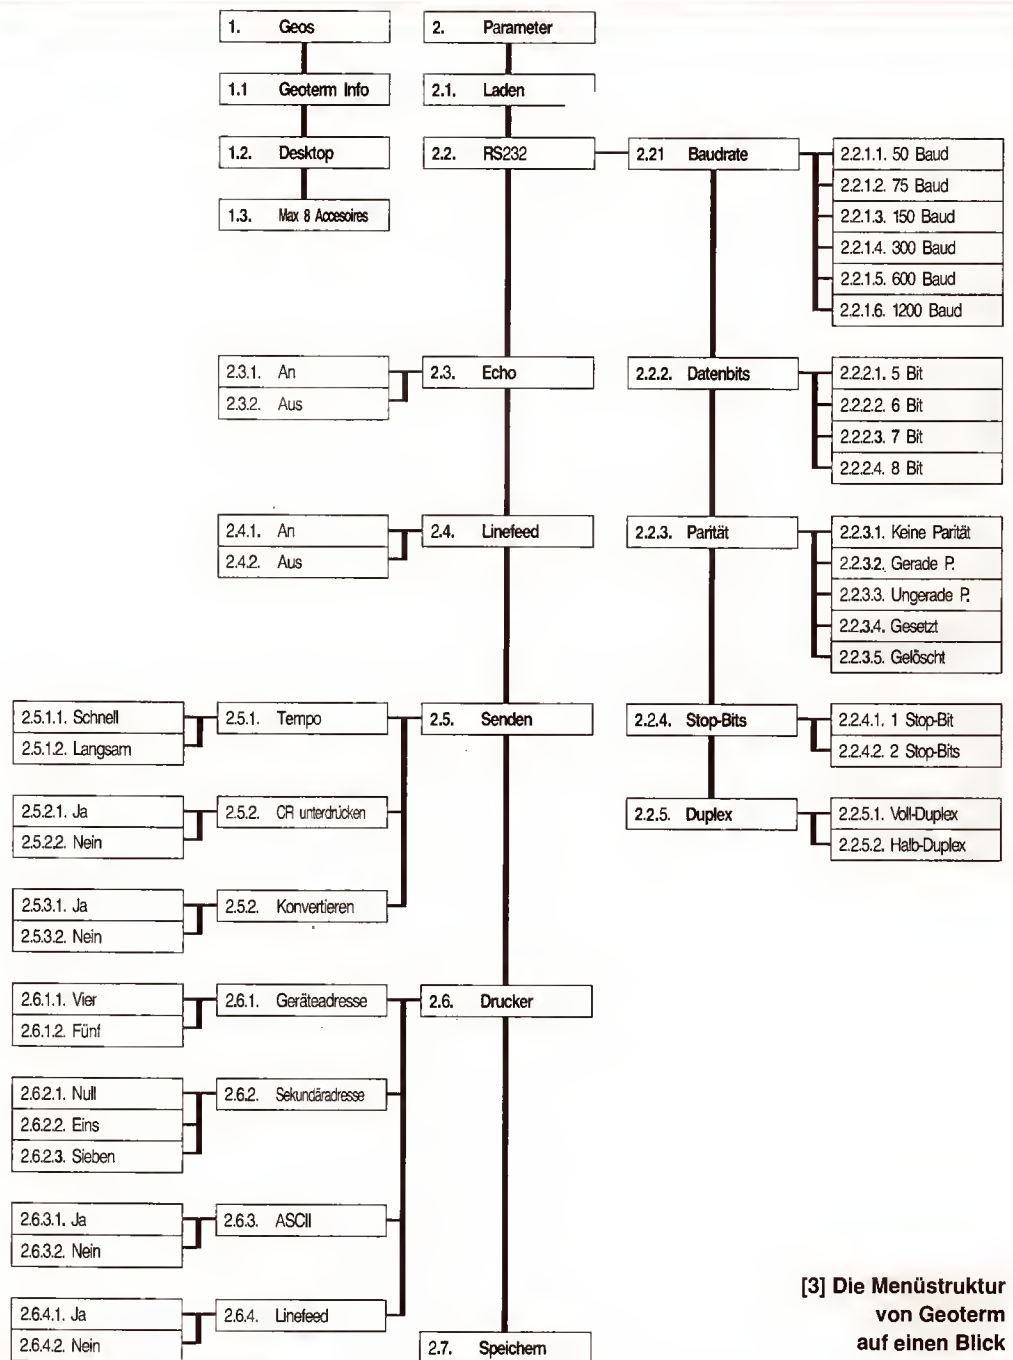 1. Geos
1.1 Geoterm Info
1.2. Desktop
1.3. Max 8 Accesoires
2. Parameter
2.1. Laden
2.2. RS232
2.21 Baudrate
2.2.1.1. 50 Baud
2.2.1.2. 75 Baud
2.2.1.3. 150 Baud
2.2.1.4. 300 Baud
2.2.1.5. 600 Baud
2.2.1.6. 1200 Baud
2.2.2. Datenbits
2.2.2.1. 5 Bit
2.2.2.2. 6 Bit
2.2.2.3. 7 Bit
2.2.2.4. 8 Bit
2.2.3. Parität
2.2.3.1. Keine Parität
2.2.3.2. Gerade P.
2.2.3.3. Ungerade P.
2.2.3.4. Gesetzt
2.2.3.5. Gelöscht
2.2.4. Stop-Bits
2.2.4.1. 1 Stop-Bit
2.2.4.2. 2 Stop-Bits
2.2.5. Duplex
2.2.5.1. Voll-Duplex
2.2.5.2. Halb-Duplex
2.3. Echo
2.3.1. An
2.3.2. Aus
2.4. Linefeed
2.4.1. An
2.4.2. Aus
2.5. Senden
2.5.1. Tempo
2.5.1.1. Schnell
2.5.1.2. Langsam
2.5.2. CR unterdrücken
2.5.2.1. Ja
2.5.2.2. Nein
2.5.2. Konvertieren
2.5.3.1. Ja
2.5.3.2. Nein
2.6. Drucker
2.6.1. Geräteadresse
2.6.1.1. Vier
2.6.1.2. Fünf
2.6.2. Sekundäradresse
2.6.2.1. Null
2.6.2.2. Eins
2.6.2.3. Sieben
2.6.3. ASCII
2.6.3.1. Ja
2.6.3.2. Nein
2.6.4. Linefeed
2.6.4.1. Ja
2.6.4.2. Nein
2.7. Speichern
[3] Die Menüstruktur
von Geoterm
auf einen Blick